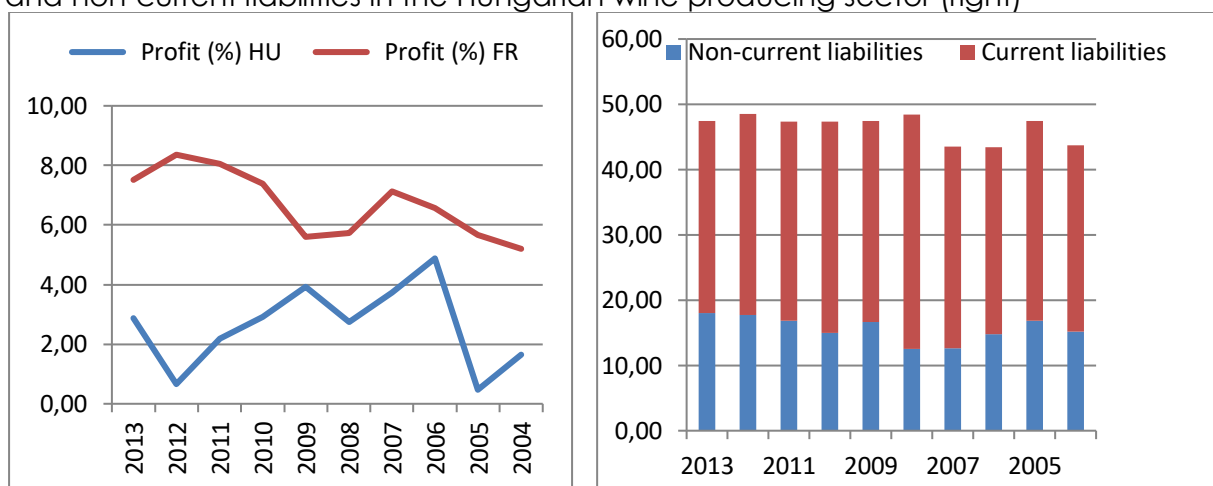 and non current liabilities in the Hungarian wine producing sector (right)
Profit (%) HU Profit (%) FR
10,00
8,00
6,00
4,00
2,00
0,00
2013 2012 2011 2010 2009 2008 2007 2006 2005 2004
60,00
Non-current liabilities Current liabilities
50,00
40,00
30,00
20,00
10,00
0,00
2013 2011 2009 2007 2005